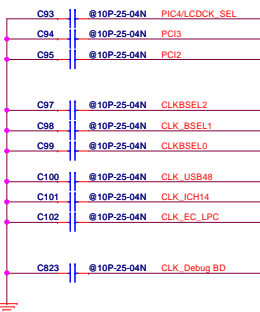 C93 @10P-25-04N PIC4/LCDCK_SEL
C94 @10P-25-04N PCI3
C95 @10P-25-04N PCI2
C97 @10P-25-04N CLKBSEL2
C98 @10P-25-04N CLK_BSEL1
C99 @10P-25-04N CLKBSEL0
C100 @10P-25-04N CLK_USB48
C101 @10P-25-04N CLK_ICH14
C102 @10P-25-04N CLK_EC_LPC
C823 @10P-25-04N CLK_Debug BD